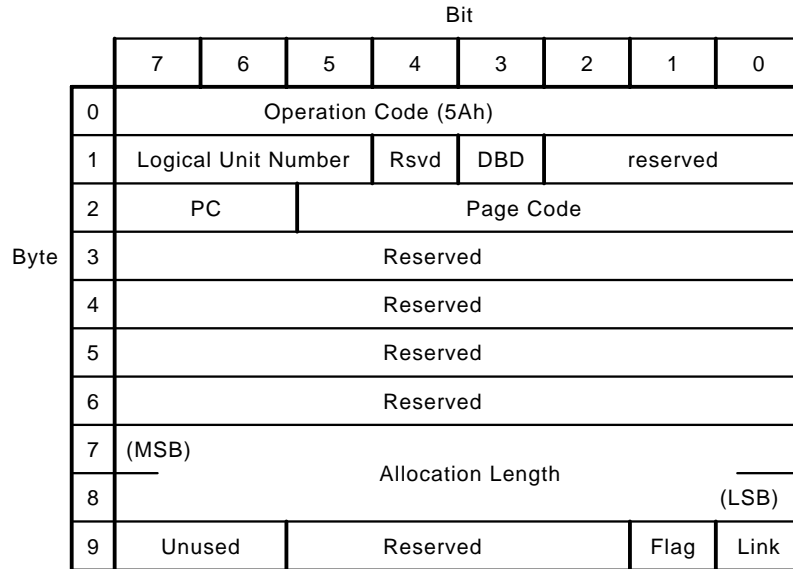 Bit
7 6 5 4 3 2 1 0
0 Operation Code (5Ah)
1 Logical Unit Number Rsvd DBD reserved
2 PC Page Code
Byte 3 Reserved
4 Reserved
5 Reserved
6 Reserved
7 (MSB)
Allocation Length
8 (LSB)
9 Unused Reserved Flag Link